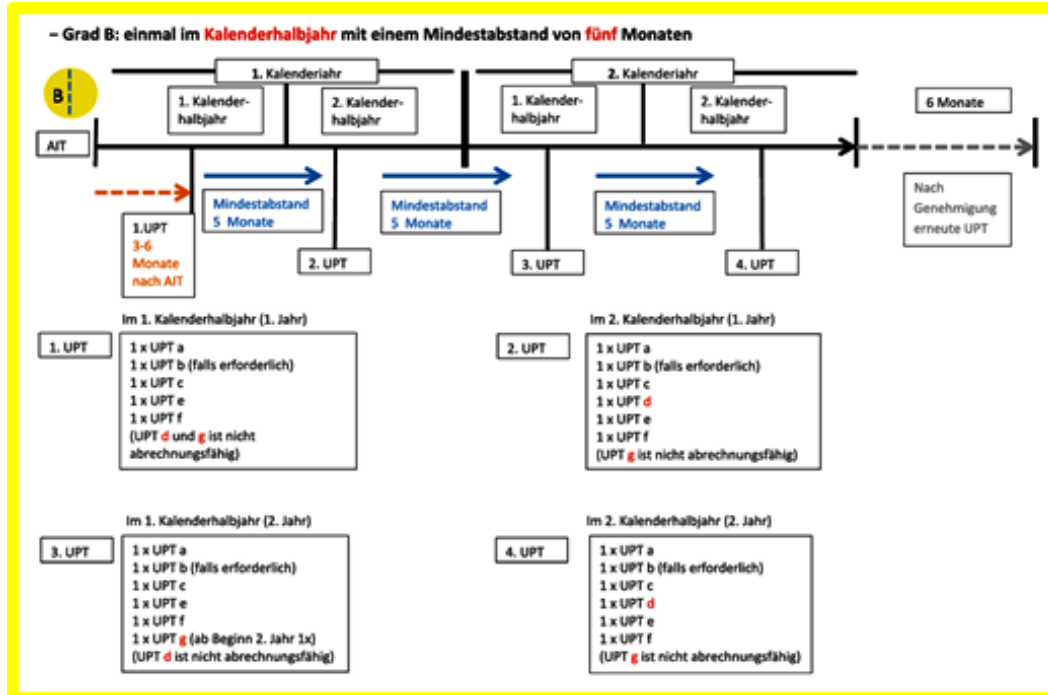 – Grad B: einmal im Kalenderhalbjahr mit einem Mindestabstand von fünf Monaten
1. Kalenderjahr
2. Kalenderjahr
B
1. Kalender-
halbjahr
2. Kalender-
halbjahr
1. Kalender-
halbjahr
2. Kalender-
halbjahr
6 Monate
AIT
Mindestabstand
5 Monate
Mindestabstand
5 Monate
Mindestabstand
5 Monate
Nach
Genehmigung
erneute UPT
1.UPT
3-6
Monate
nach AIT
2. UPT
3. UPT
4. UPT
Im 1. Kalenderhalbjahr (1. Jahr)
1. UPT
1 x UPT a
1 x UPT b (falls erforderlich)
1 x UPT c
1 x UPT e
1 x UPT f
(UPT d und g ist nicht
abrechnungsfähig)
Im 2. Kalenderhalbjahr (1. Jahr)
2. UPT
1 x UPT a
1 x UPT b (falls erforderlich)
1 x UPT c
1 x UPT d
1 x UPT e
1 x UPT f
(UPT g ist nicht abrechnungsfähig)
Im 1. Kalenderhalbjahr (2. Jahr)
3. UPT
1 x UPT a
1 x UPT b (falls erforderlich)
1 x UPT c
1 x UPT e
1 x UPT f
1 x UPT g (ab Beginn 2. Jahr 1x)
(UPT d ist nicht abrechnungsfähig)
Im 2. Kalenderhalbjahr (2. Jahr)
4. UPT
1 x UPT a
1 x UPT b (falls erforderlich)
1 x UPT c
1 x UPT d
1 x UPT e
1 x UPT f
(UPT g ist nicht abrechnungsfähig)